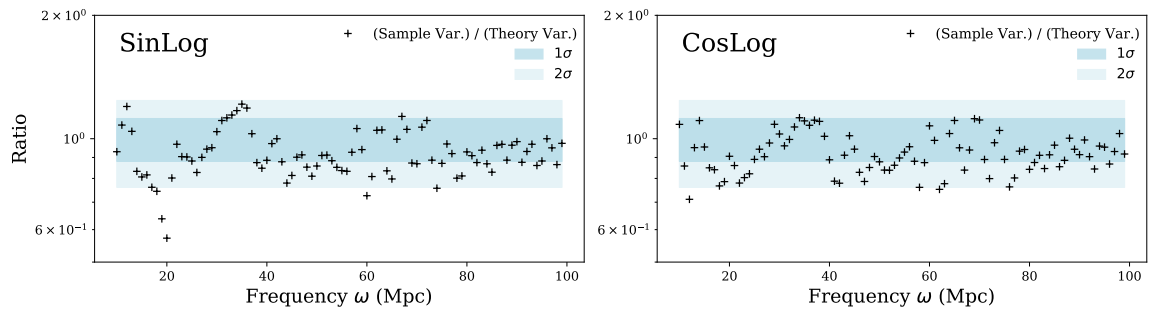 2 × 10⁰
SinLog
(Sample Var.) / (Theory Var.)
1σ
2σ
Ratio
10⁰
6 × 10⁻¹
20 40 60 80 100
Frequency ω (Mpc)
2 × 10⁰
CosLog
(Sample Var.) / (Theory Var.)
1σ
2σ
10⁰
6 × 10⁻¹
20 40 60 80 100
Frequency ω (Mpc)